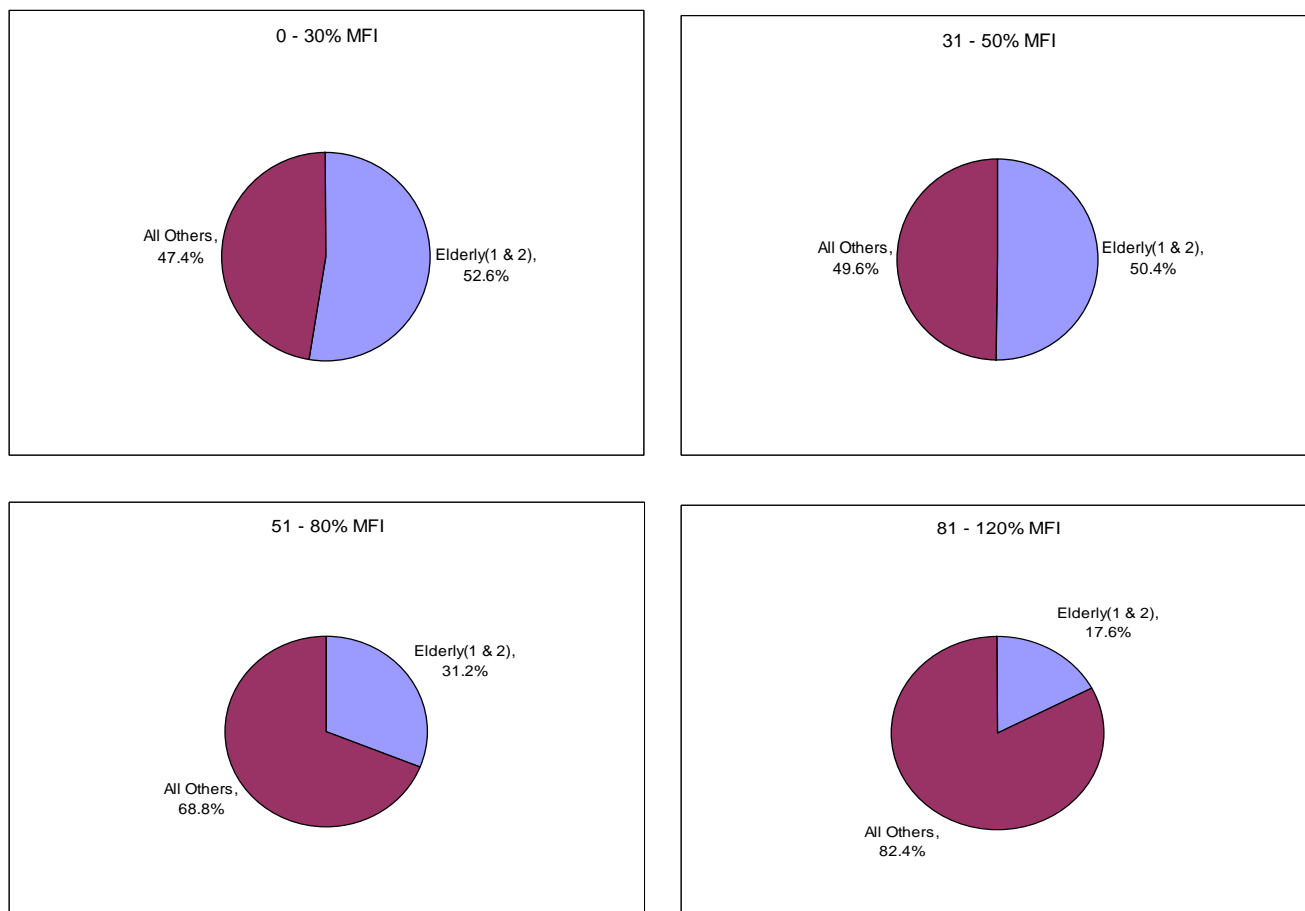 0 - 30% MFI
All Others,
47.4%
Elderly(1 & 2),
52.6%
31 - 50% MFI
All Others,
49.6%
Elderly(1 & 2),
50.4%
51 - 80% MFI
Elderly(1 & 2),
31.2%
All Others,
68.8%
81 - 120% MFI
Elderly(1 & 2),
17.6%
All Others,
82.4%